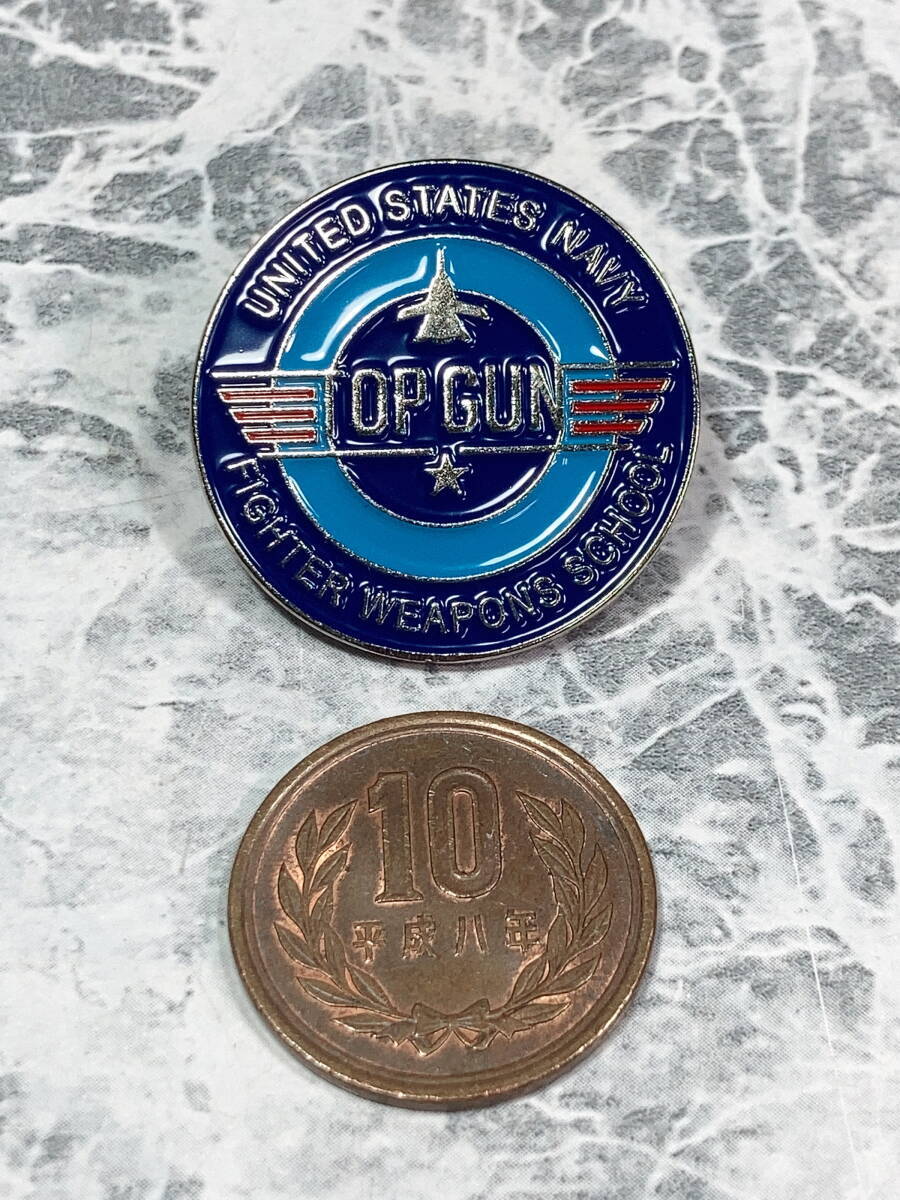 UNITED STATES NAVY
TOP GUN
FIGHTER WEAPONS SCHOOL
10
平成八年